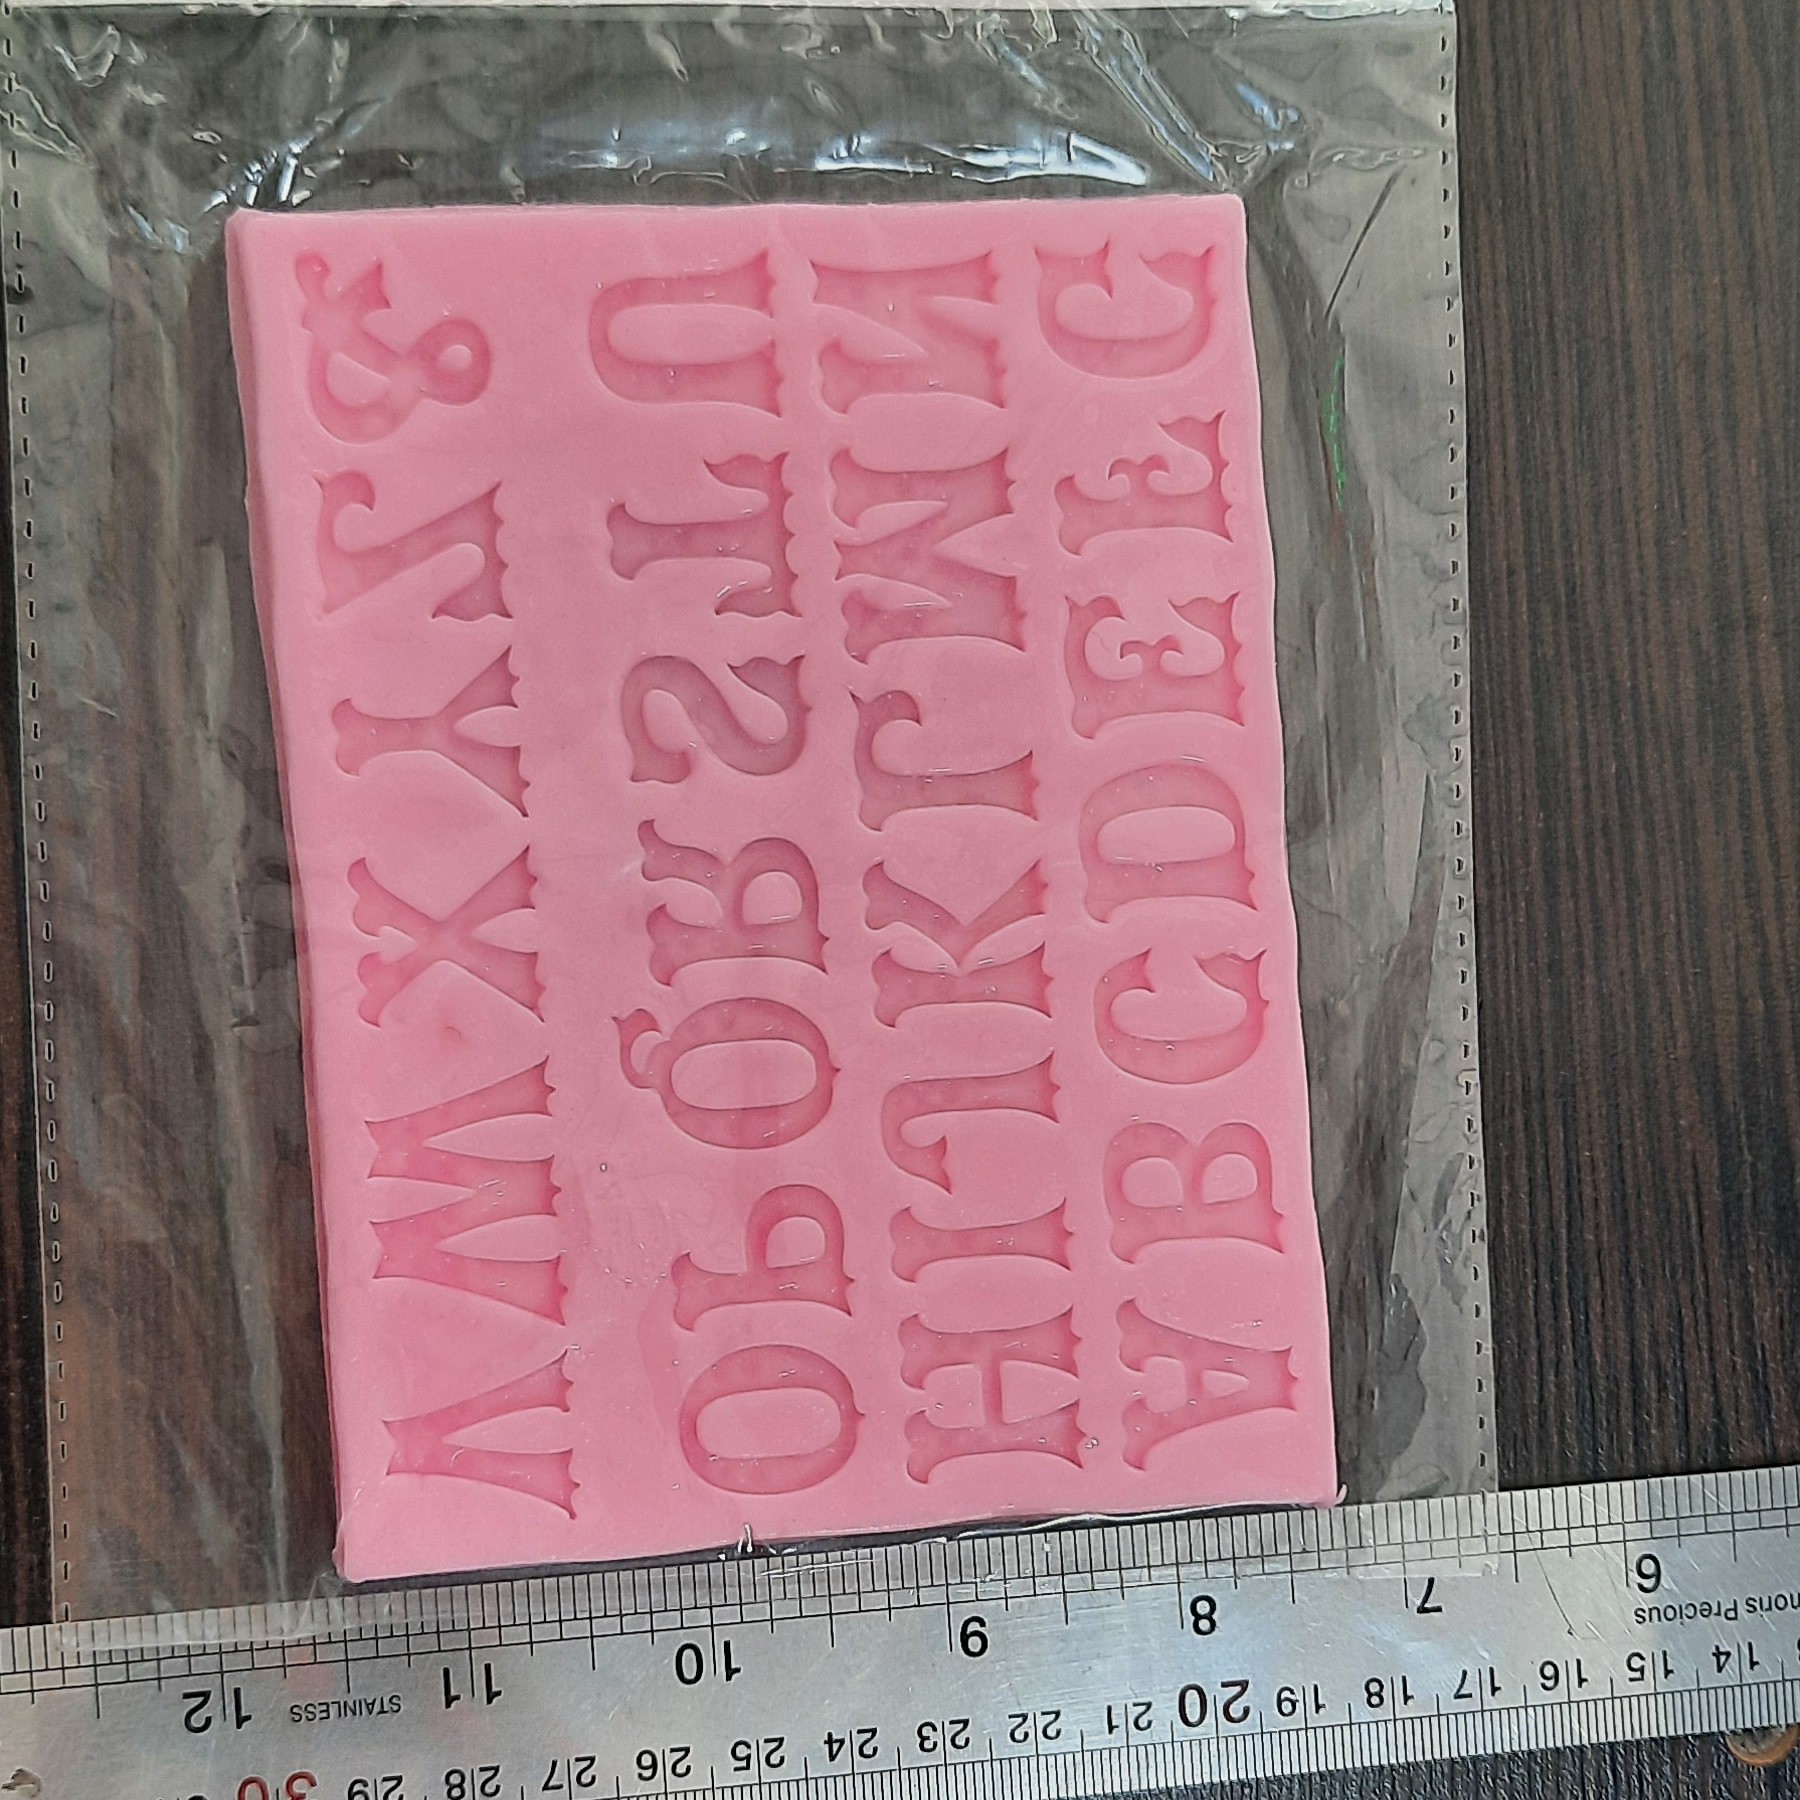 A B C D E F G
H I J K L M N
O P Q R S T U
V W X Y Z &
14 15 16 17 18 19 20 21 22 23 24 25 26 27 28 29 30
Precious
6 7 8 9 10 11 STAINLESS 12